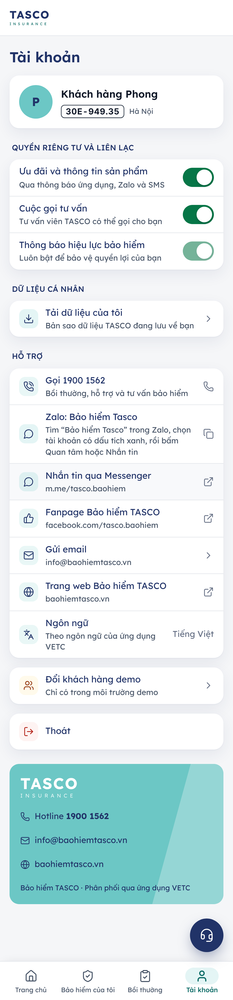 TASCO
INSURANCE
Tài khoản
P
Khách hàng Phong
30E-949.35
Hà Nội
QUYỀN RIÊNG TƯ VÀ LIÊN LẠC
Ưu đãi và thông tin sản phẩm
Qua thông báo ứng dụng, Zalo và SMS
Cuộc gọi tư vấn
Tư vấn viên TASCO có thể gọi cho bạn
Thông báo hiệu lực bảo hiểm
Luôn bật để bảo vệ quyền lợi của bạn
DỮ LIỆU CÁ NHÂN
Tải dữ liệu của tôi
Bản sao dữ liệu TASCO đang lưu về bạn
HỖ TRỢ
Gọi 1900 1562
Bồi thường, hỗ trợ và tư vấn bảo hiểm
Zalo: Bảo hiểm Tasco
Tìm “Bảo hiểm Tasco” trong Zalo, chọn
tài khoản có dấu tích xanh, rồi bấm
Quan tâm hoặc Nhắn tin
Nhắn tin qua Messenger
m.me/tasco.baohiem
Fanpage Bảo hiểm TASCO
facebook.com/tasco.baohiem
Gửi email
info@baohiemtasco.vn
Trang web Bảo hiểm TASCO
baohiemtasco.vn
Ngôn ngữ
Theo ngôn ngữ của ứng dụng
VETC
Tiếng Việt
Đổi khách hàng demo
Chỉ có trong môi trường demo
Thoát
TASCO
INSURANCE
Hotline 1900 1562
info@baohiemtasco.vn
baohiemtasco.vn
Bảo hiểm TASCO · Phân phối qua ứng dụng VETC
Trang chủ
Bảo hiểm của tôi
Bồi thường
Tài khoản